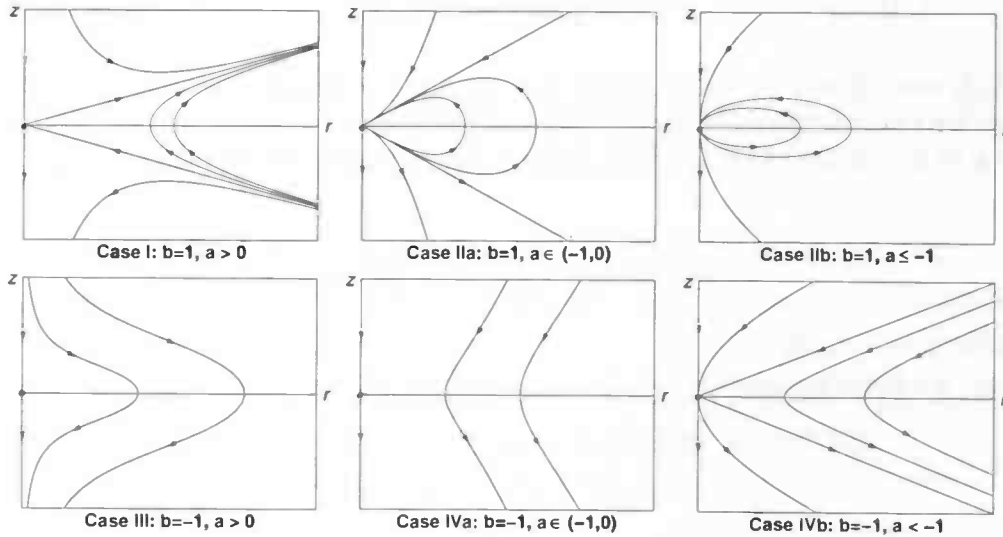 z z z
r r
Case I: b=1, a > 0 Case IIa: b=1, a ∈ (−1,0) Case IIb: b=1, a ≤ −1
z z z
r r
Case III: b=−1, a > 0 Case IVa: b=−1, a ∈ (−1,0) Case IVb: b=−1, a < −1